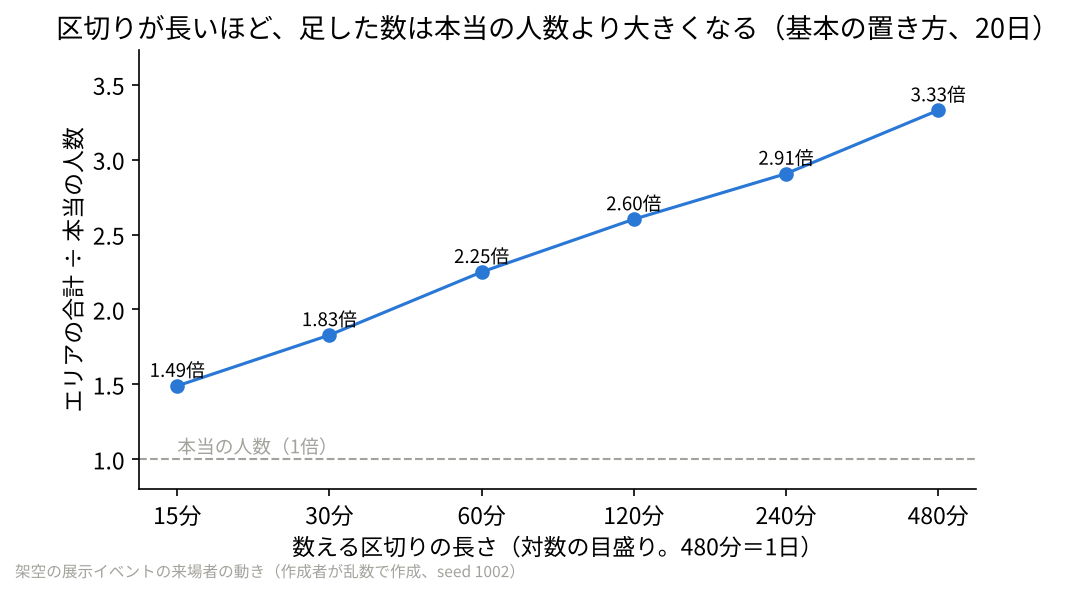 区切りが長いほど、足した数は本当の人数より大きくなる（基本の置き方、20日）
エリアの合計 ÷ 本当の人数
3.5
3.0
2.5
2.0
1.5
1.0
1.49倍
1.83倍
2.25倍
2.60倍
2.91倍
3.33倍
本当の人数（1倍）
15分
30分
60分
120分
240分
480分
数える区切りの長さ（対数の目盛り。480分＝1日）
架空の展示イベントの来場者の動き（作成者が乱数で作成、seed 1002）